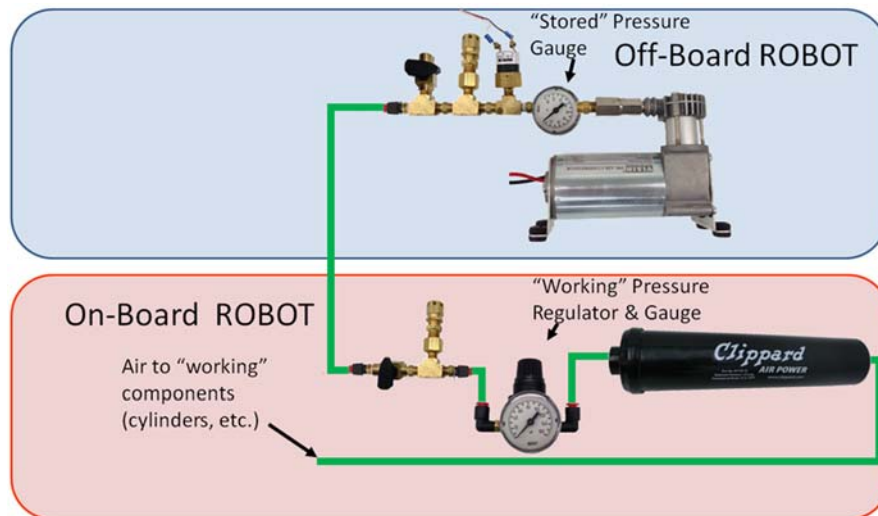 “Stored” Pressure
Gauge
Off-Board ROBOT
“Working” Pressure
Regulator & Gauge
On-Board  ROBOT
Air to “working”
components
(cylinders, etc.)
Clippard
AIR POWER